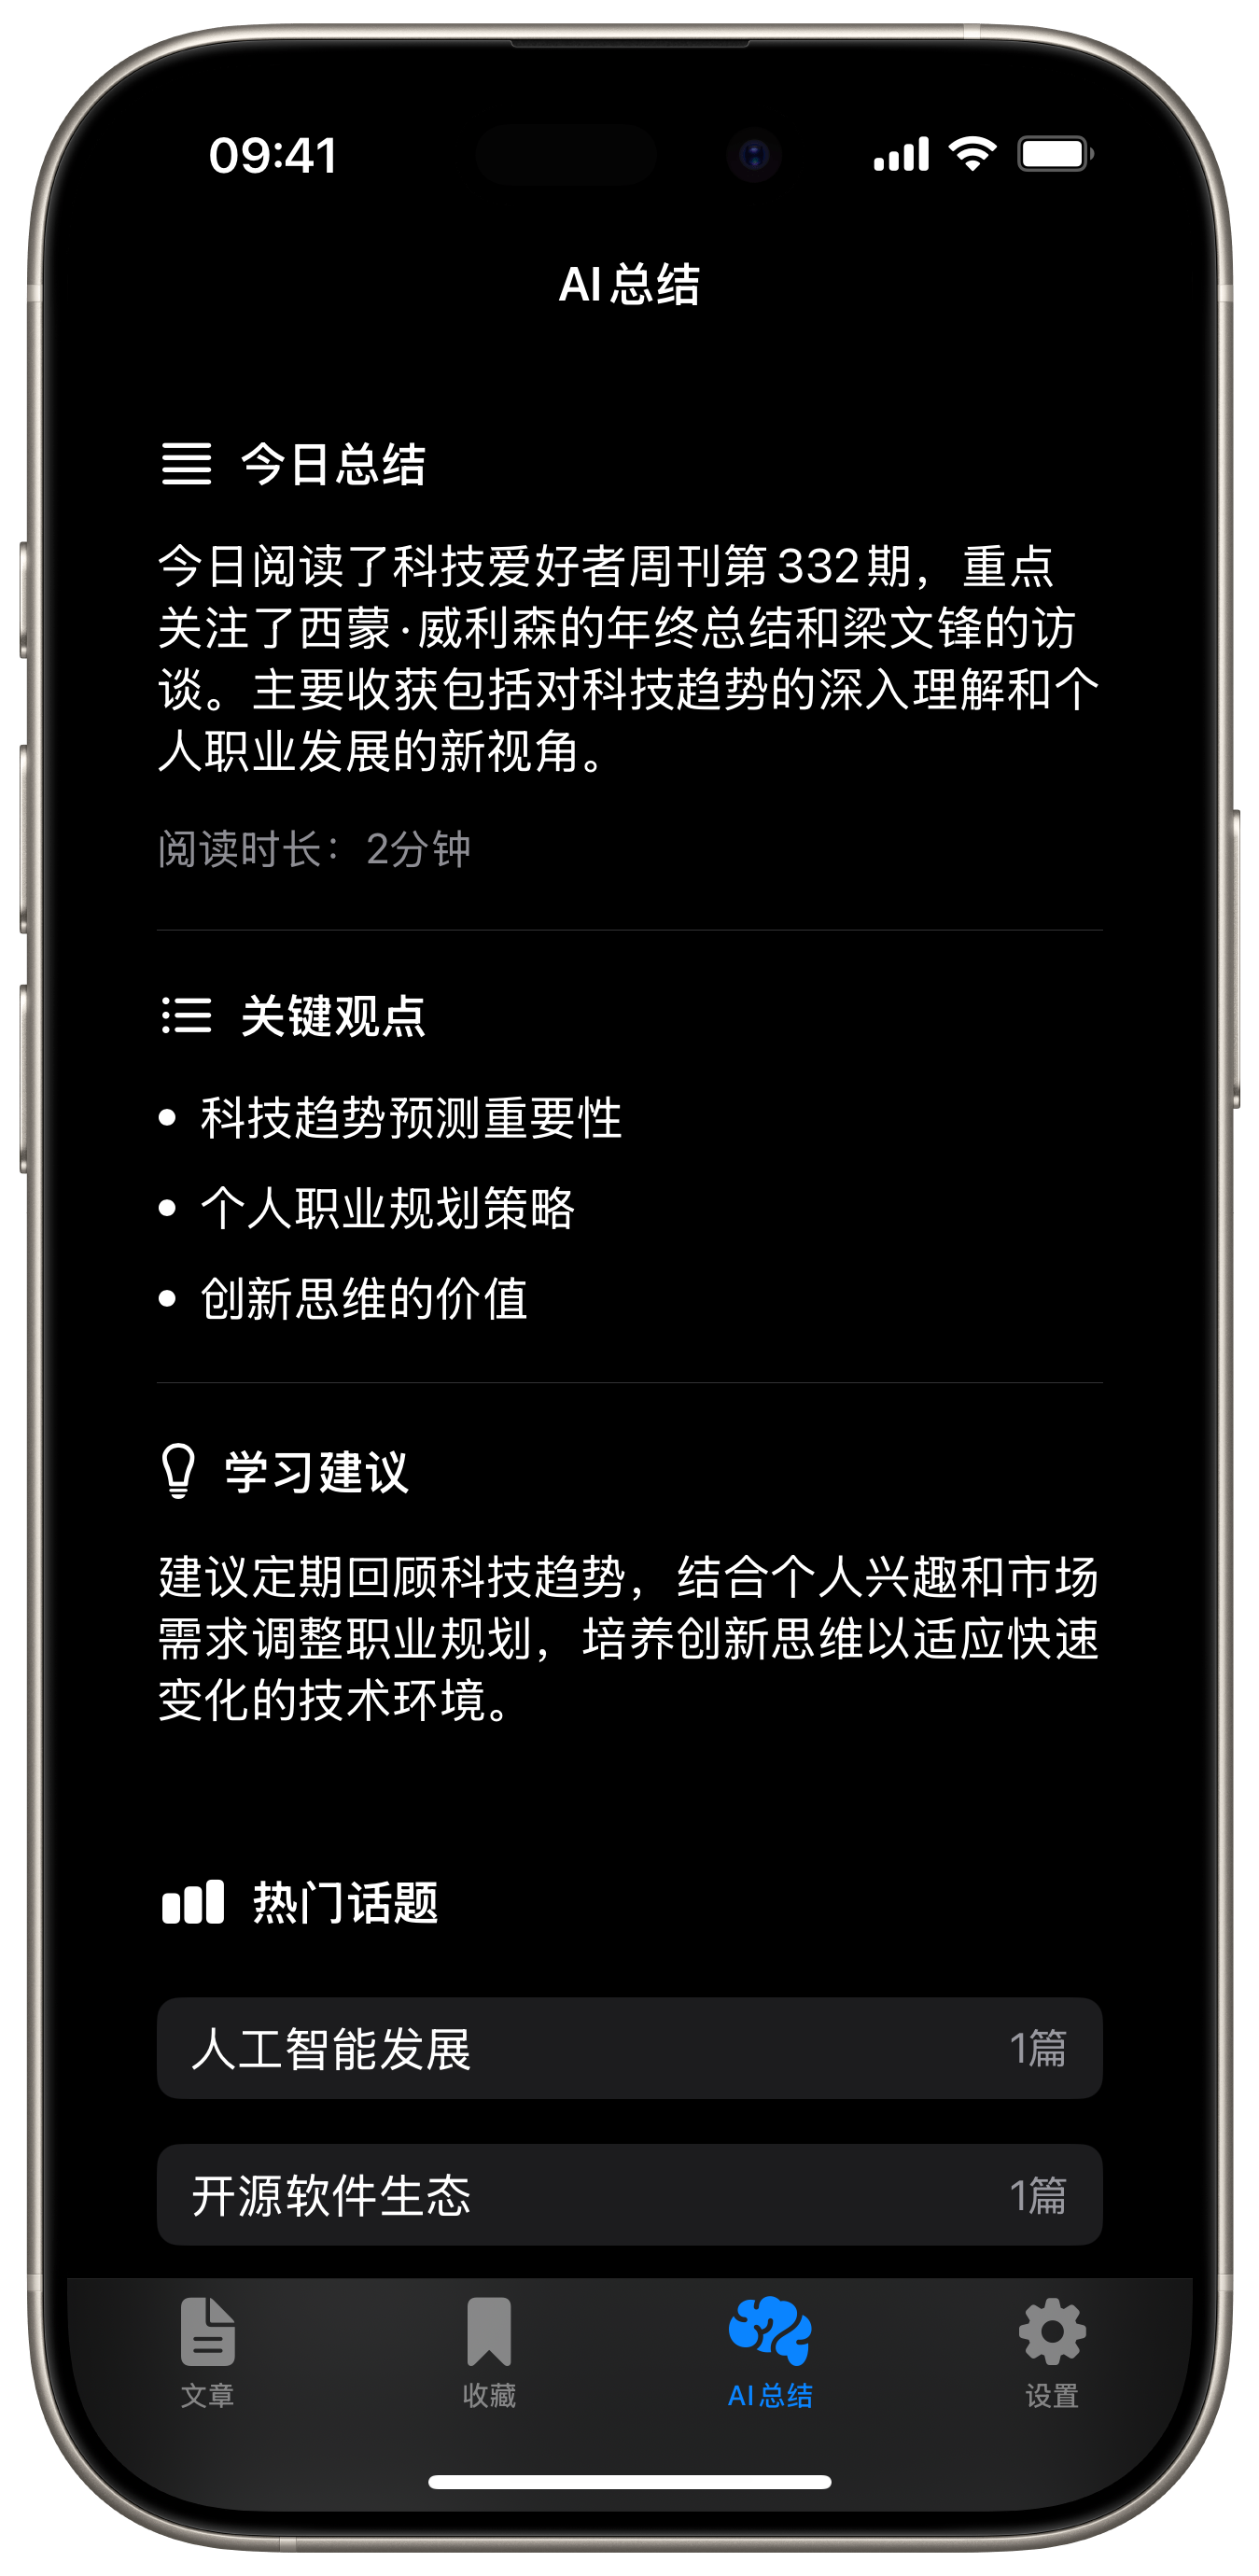 09:41
AI 总结
今日总结
今日阅读了科技爱好者周刊第 332 期，重点
关注了西蒙·威利森的年终总结和梁文锋的访
谈。主要收获包括对科技趋势的深入理解和个
人职业发展的新视角。
阅读时长：2分钟
关键观点
• 科技趋势预测重要性
• 个人职业规划策略
• 创新思维的价值
学习建议
建议定期回顾科技趋势，结合个人兴趣和市场
需求调整职业规划，培养创新思维以适应快速
变化的技术环境。
热门话题
人工智能发展 1篇
开源软件生态 1篇
文章 收藏 AI 总结 设置